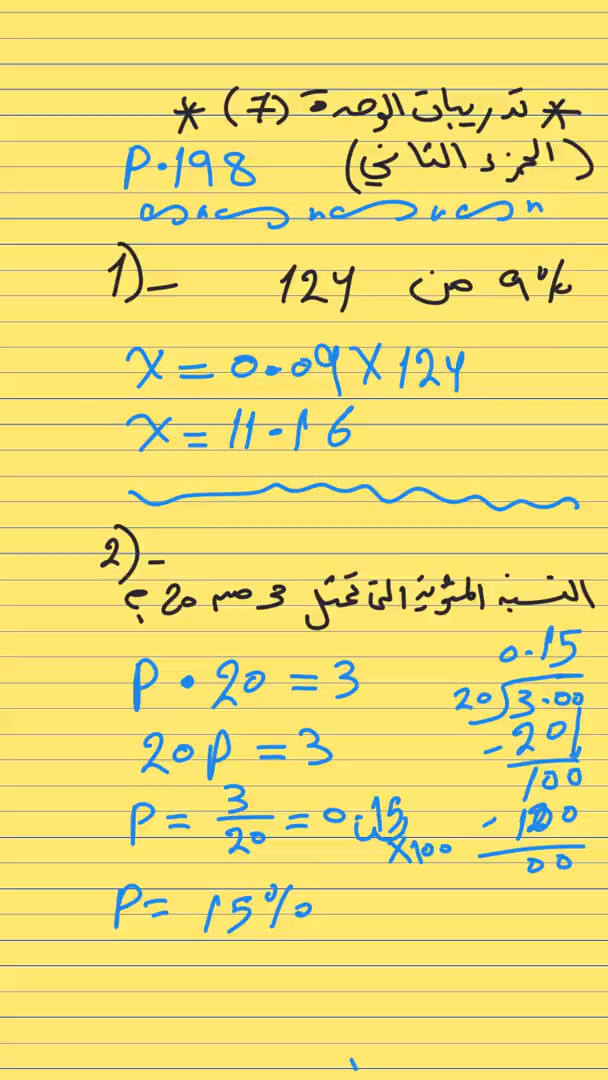 * تدريبات الوحدة (7) *
(الجزء الثاني) P.198
1)- 9% من 124
X = 0.09 X 124
X = 11.16
2)-
النسبة المئوية التي تمثل 3 من 20 ؟
P • 20 = 3
20P = 3
P = 3/20 = 0.15 X100
P = 15%
0.15
20 3.00
- 20
100
- 100
00